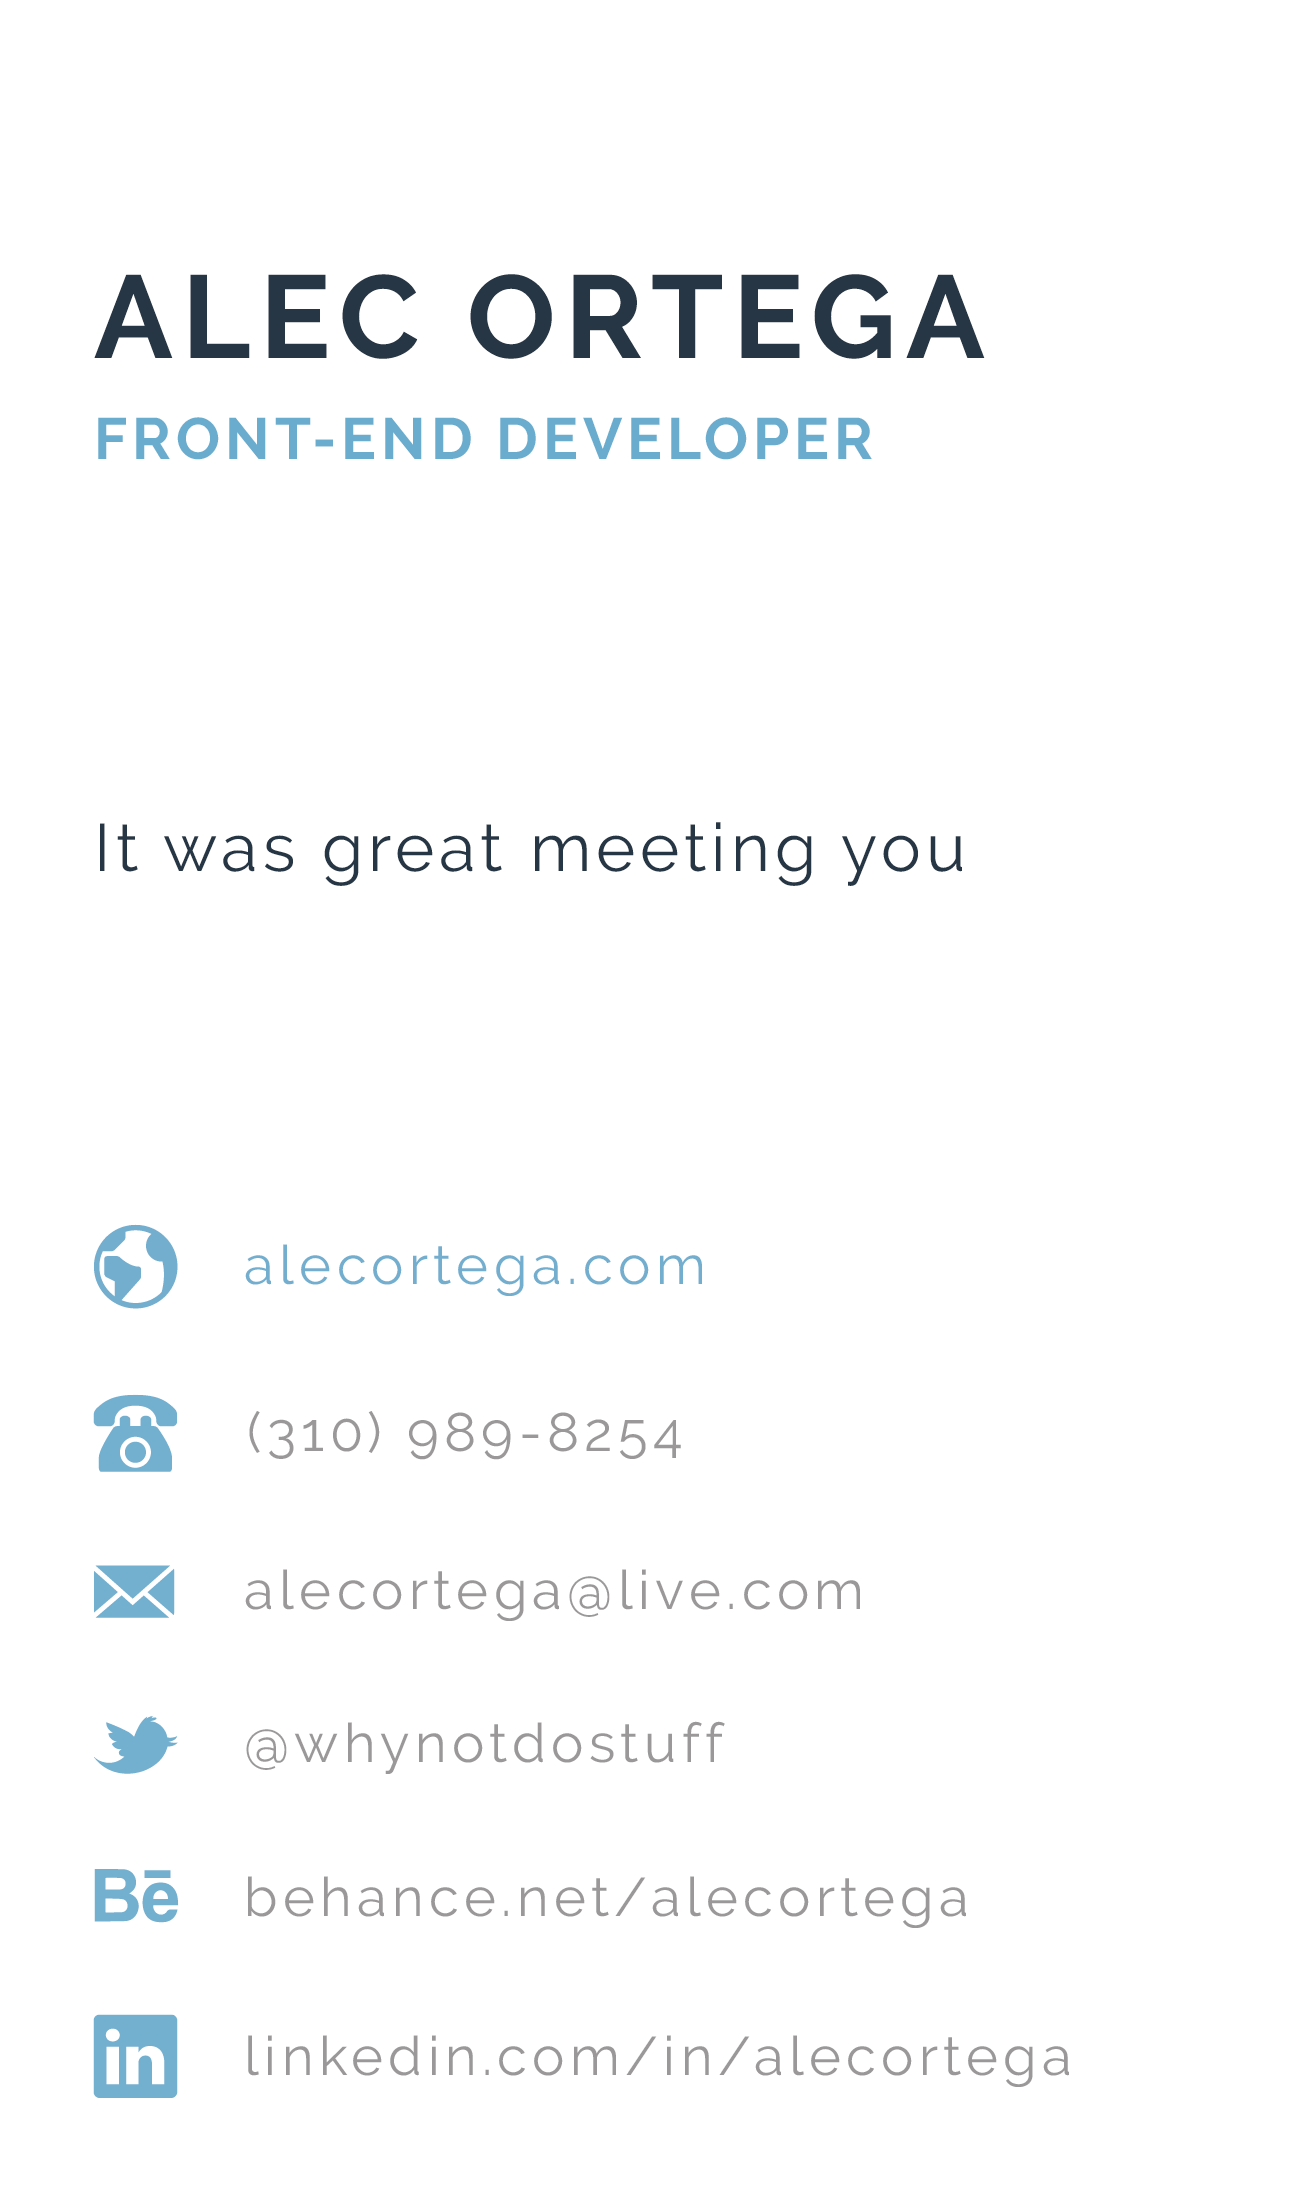 ALEC ORTEGA
FRONT-END DEVELOPER
It was great meeting you
alecortega.com
(310) 989-8254
alecortega@live.com
@whynotdostuff
Bē behance.net/alecortega
in linkedin.com/in/alecortega